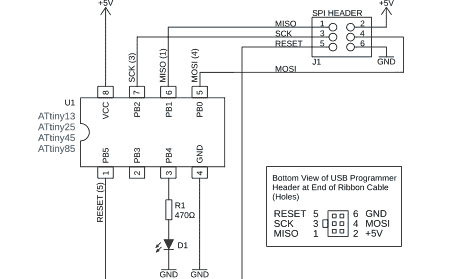 +5V
+5V
SPI HEADER
MISO 1 2
SCK 3 4
RESET 5 6
J1
GND
MOSI
SCK (3)
MISO (1)
MOSI (4)
8 7 6 5
U1
ATtiny13
ATtiny25
ATtiny45
ATtiny85
VCC PB2 PB1 PB0
PB5 PB3 PB4 GND
1 2 3 4
RESET (5)
R1
470Ω
D1
GND GND
Bottom View of USB Programmer
Header at End of Ribbon Cable
(Holes)
RESET 5 6 GND
SCK 3 4 MOSI
MISO 1 2 +5V